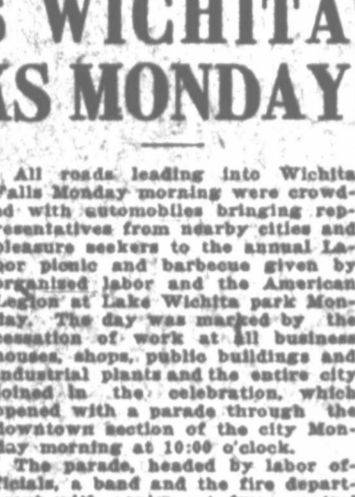 S WICHITA
KS MONDAY
All roads leading into Wichita
Falls Monday morning were crowd-
ed with automobiles bringing rep-
resentatives from nearby cities and
pleasure seekers to the annual La-
bor picnic and barbecue given by
organized labor and the American
Legion at Lake Wichita park Mon-
day. The day was marked by the
cessation of work at all business
houses, shops, public buildings and
industrial plants and the entire city
joined in the celebration, which
opened with a parade through the
downtown section of the city Mon-
day morning at 10:00 o'clock.
The parade, headed by labor of-
ficials, a band and the fire depart-